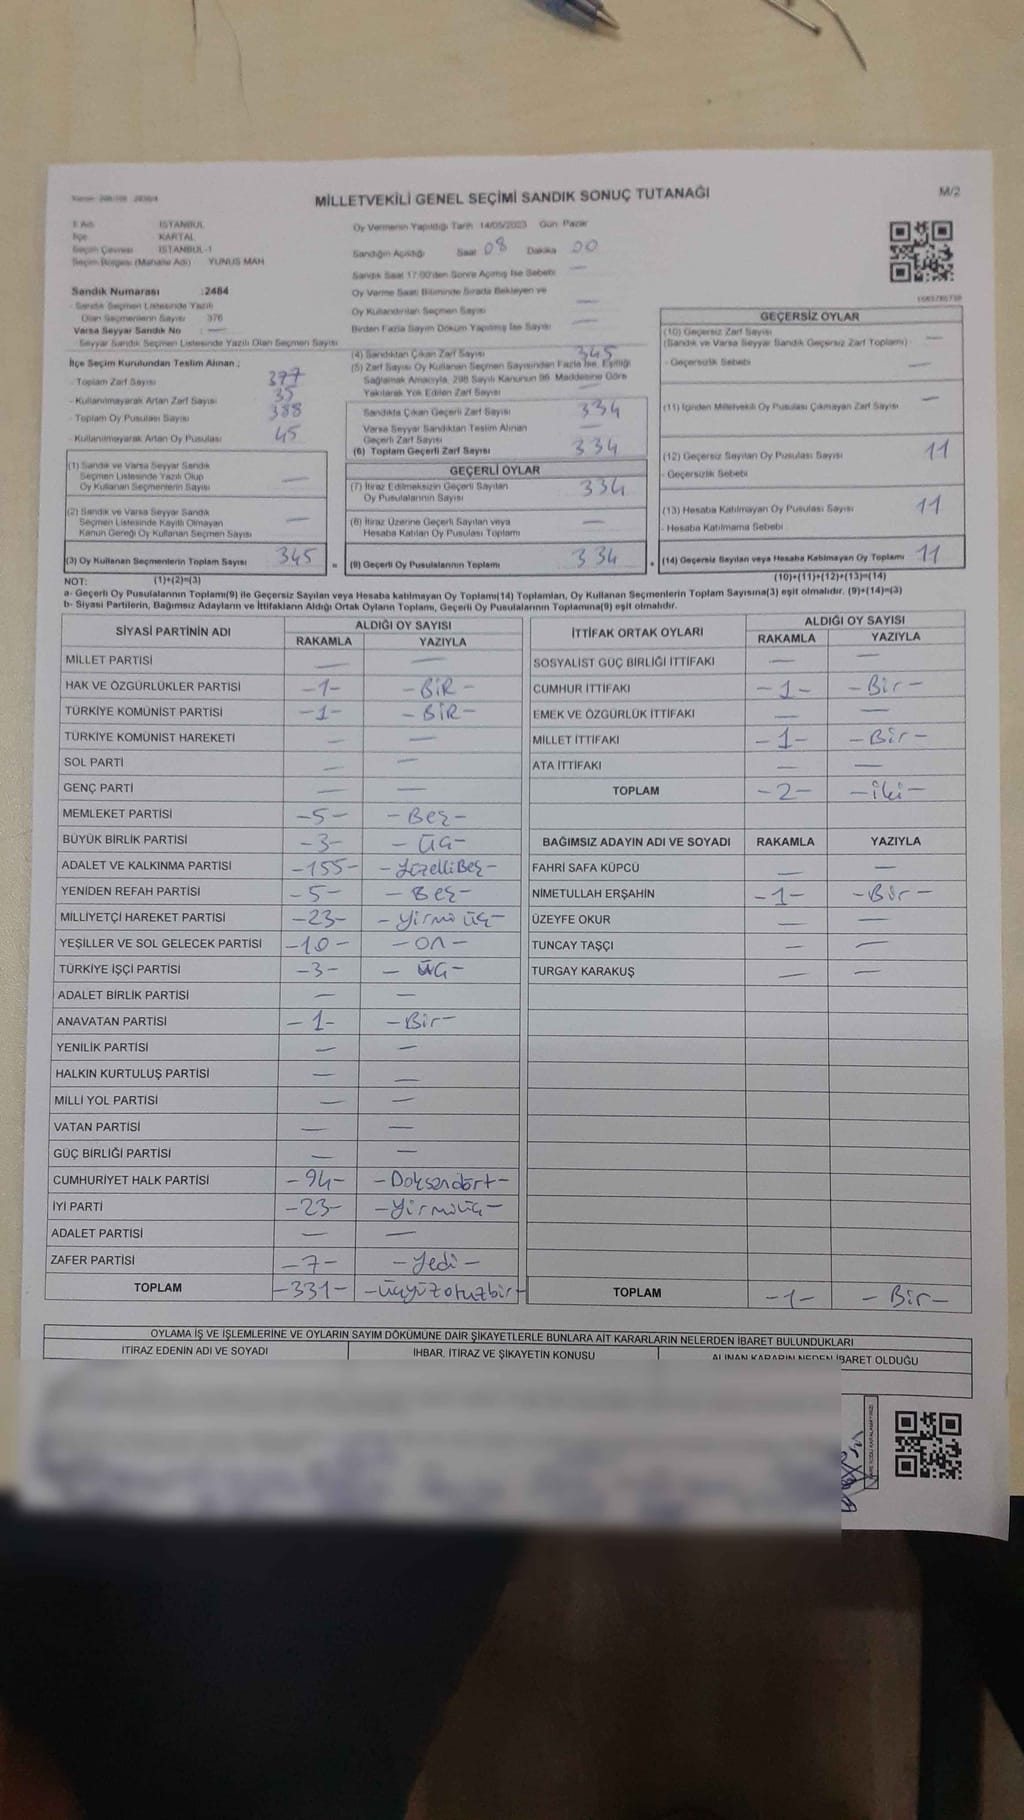 MİLLETVEKİLİ GENEL SEÇİMİ SANDIK SONUÇ TUTANAĞI
M/2
İl Adı İSTANBUL
İlçe KARTAL
Seçim Çevresi İSTANBUL-1
Seçim Bölgesi (Mahalle Adı) YUNUS MAH
Sandık Numarası :2484
- Sandık Seçmen Listesinde Yazılı
Olan Seçmenlerin Sayısı 376
Varsa Seyyar Sandık No : —
Seyyar Sandık Seçmen Listesinde Yazılı Olan Seçmen Sayısı
İlçe Seçim Kurulundan Teslim Alınan ;
- Toplam Zarf Sayısı 377
- Kullanılmayarak Artan Zarf Sayısı 35
- Toplam Oy Pusulası Sayısı 388
- Kullanılmayarak Artan Oy Pusulası 45
(1) Sandık ve Varsa Seyyar Sandık
Seçmen Listesinde Yazılı Olup
Oy Kullanan Seçmenlerin Sayısı —
(2) Sandık ve Varsa Seyyar Sandık
Seçmen Listesinde Kayıtlı Olmayan
Kanun Gereği Oy Kullanan Seçmen Sayısı —
(3) Oy Kullanan Seçmenlerin Toplam Sayısı 345
Oy Vermenin Yapıldığı Tarih 14/05/2023 Gün Pazar
Sandığın Açıldığı Saat 08 Dakika 00
Sandık Saat 17:00'den Sonra Açılmış İse Sebebi —
Oy Verme Saati Bitiminde Sırada Bekleyen ve
Oy Kullandırılan Seçmen Sayısı —
Birden Fazla Sayım Döküm Yapılmış İse Sayısı —
(4) Sandıktan Çıkan Zarf Sayısı 345
(5) Zarf Sayısı Oy Kullanan Seçmen Sayısından Fazla İse, Eşitliği
Sağlamak Amacıyla, 298 Sayılı Kanunun 98. Maddesine Göre
Yakılarak Yok Edilen Zarf Sayısı —
Sandıkta Çıkan Geçerli Zarf Sayısı 334
Varsa Seyyar Sandıktan Teslim Alınan
Geçerli Zarf Sayısı —
(6) Toplam Geçerli Zarf Sayısı 334
GEÇERLİ OYLAR
(7) İtiraz Edilmeksizin Geçerli Sayılan
Oy Pusulalarının Sayısı 334
(8) İtiraz Üzerine Geçerli Sayılan veya
Hesaba Katılan Oy Pusulası Toplamı —
= (9) Geçerli Oy Pusulalarının Toplamı 334
GEÇERSİZ OYLAR
(10) Geçersiz Zarf Sayısı
(Sandık ve Varsa Seyyar Sandık Geçersiz Zarf Toplamı) —
- Geçersizlik Sebebi —
(11) İçinden Milletvekili Oy Pusulası Çıkmayan Zarf Sayısı —
(12) Geçersiz Sayılan Oy Pusulası Sayısı 11
- Geçersizlik Sebebi
(13) Hesaba Katılmayan Oy Pusulası Sayısı 11
- Hesaba Katılmama Sebebi
+ (14) Geçersiz Sayılan veya Hesaba Katılmayan Oy Toplamı 11
NOT: (1)+(2)=(3) (10)+(11)+(12)+(13)=(14)
a- Geçerli Oy Pusulalarının Toplamı(9) ile Geçersiz Sayılan veya Hesaba katılmayan Oy Toplamı(14) Toplamları, Oy Kullanan Seçmenlerin Toplam Sayısına(3) eşit olmalıdır. (9)+(14)=(3)
b- Siyasi Partilerin, Bağımsız Adayların ve İttifakların Aldığı Ortak Oyların Toplamı, Geçerli Oy Pusulalarının Toplamına(9) eşit olmalıdır.
SİYASİ PARTİNİN ADI ALDIĞI OY SAYISI
RAKAMLA YAZIYLA
MİLLET PARTİSİ — —
HAK VE ÖZGÜRLÜKLER PARTİSİ -1- -BİR-
TÜRKİYE KOMÜNİST PARTİSİ -1- -BİR-
TÜRKİYE KOMÜNİST HAREKETİ — —
SOL PARTİ — —
GENÇ PARTİ — —
MEMLEKET PARTİSİ -5- -Beş-
BÜYÜK BİRLİK PARTİSİ -3- -Üç-
ADALET VE KALKINMA PARTİSİ -155- -YüzelliBeş-
YENİDEN REFAH PARTİSİ -5- -Beş-
MİLLİYETÇİ HAREKET PARTİSİ -23- -Yirmi üç-
YEŞİLLER VE SOL GELECEK PARTİSİ -10- -On-
TÜRKİYE İŞÇİ PARTİSİ -3- -üç-
ADALET BİRLİK PARTİSİ — —
ANAVATAN PARTİSİ -1- -Bir-
YENİLİK PARTİSİ — —
HALKIN KURTULUŞ PARTİSİ — —
MİLLİ YOL PARTİSİ — —
VATAN PARTİSİ — —
GÜÇ BİRLİĞİ PARTİSİ — —
CUMHURİYET HALK PARTİSİ -94- -Doksandört-
İYİ PARTİ -23- -Yirmiüç-
ADALET PARTİSİ — —
ZAFER PARTİSİ -7- -Yedi-
TOPLAM -331- -Üçyüzotuzbir-
İTTİFAK ORTAK OYLARI ALDIĞI OY SAYISI
RAKAMLA YAZIYLA
SOSYALİST GÜÇ BİRLİĞİ İTTİFAKI — —
CUMHUR İTTİFAKI -1- -Bir-
EMEK VE ÖZGÜRLÜK İTTİFAKI — —
MİLLET İTTİFAKI -1- -Bir-
ATA İTTİFAKI — —
TOPLAM -2- -iki-
BAĞIMSIZ ADAYIN ADI VE SOYADI RAKAMLA YAZIYLA
FAHRİ SAFA KÜPCÜ — —
NİMETULLAH ERŞAHİN -1- -Bir-
ÜZEYFE OKUR — —
TUNCAY TAŞÇI — —
TURGAY KARAKUŞ — —
TOPLAM -1- -Bir-
OYLAMA İŞ VE İŞLEMLERİNE VE OYLARIN SAYIM DÖKÜMÜNE DAİR ŞİKAYETLERLE BUNLARA AİT KARARLARIN NELERDEN İBARET BULUNDUKLARI
İTİRAZ EDENİN ADI VE SOYADI İHBAR, İTİRAZ VE ŞİKAYETİN KONUSU ALINAN KARARIN NEDEN İBARET OLDUĞU